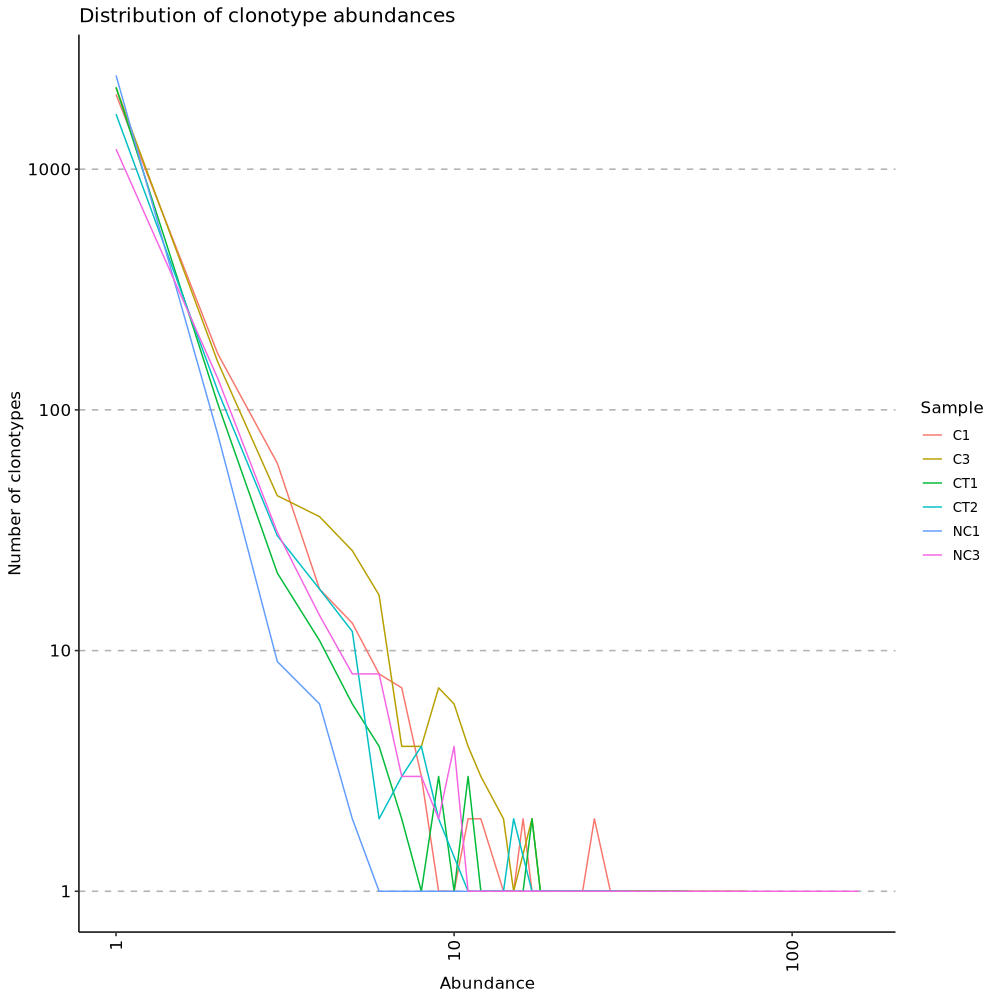 Distribution of clonotype abundances
Number of clonotypes
1000
100
10
1
1
10
100
Abundance
Sample
C1
C3
CT1
CT2
NC1
NC3